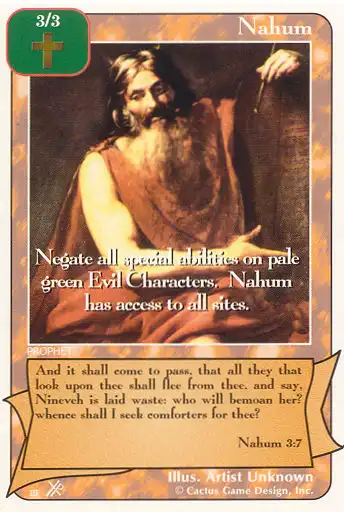 3/3
Nahum
Negate all special abilities on pale
green Evil Characters. Nahum
has access to all sites.
PROPHET
And it shall come to pass, that all they that
look upon thee shall flee from thee, and say,
Nineveh is laid waste: who will bemoan her?
whence shall I seek comforters for thee?
Nahum 3:7
Illus. Artist Unknown
© Cactus Game Design, Inc.